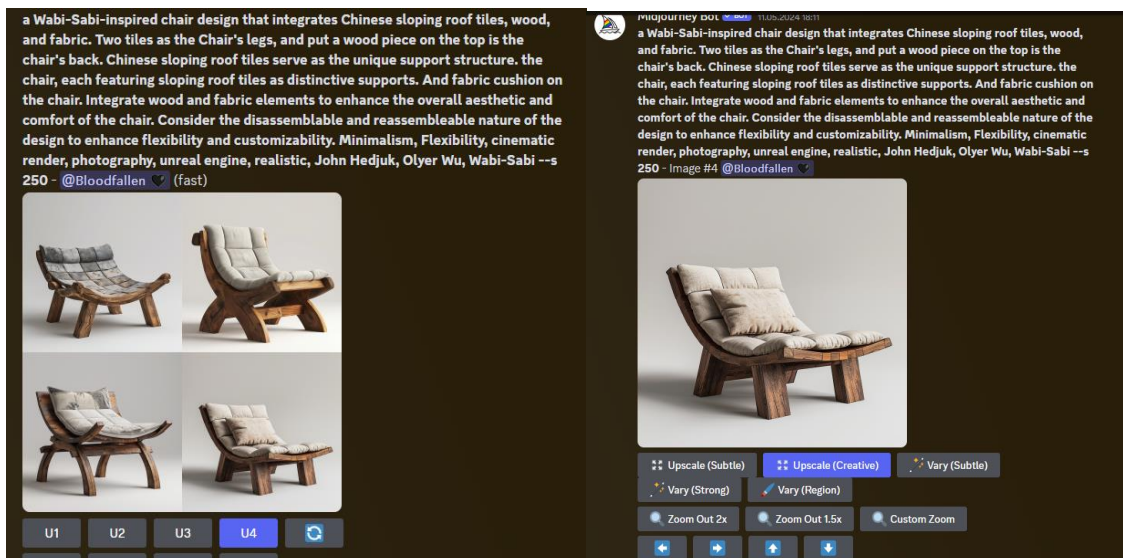 a Wabi-Sabi-inspired chair design that integrates Chinese sloping roof tiles, wood,
and fabric. Two tiles as the Chair's legs, and put a wood piece on the top is the
chair's back. Chinese sloping roof tiles serve as the unique support structure. the
chair, each featuring sloping roof tiles as distinctive supports. And fabric cushion on
the chair. Integrate wood and fabric elements to enhance the overall aesthetic and
comfort of the chair. Consider the disassemblable and reassembleable nature of the
design to enhance flexibility and customizability. Minimalism, Flexibility, cinematic
render, photography, unreal engine, realistic, John Hedjuk, Olyer Wu, Wabi-Sabi --s
250 - @Bloodfallen 🖤 (fast)
U1 U2 U3 U4
Midjourney Bot BOT 11.05.2024 18:11
a Wabi-Sabi-inspired chair design that integrates Chinese sloping roof tiles, wood,
and fabric. Two tiles as the Chair's legs, and put a wood piece on the top is the
chair's back. Chinese sloping roof tiles serve as the unique support structure. the
chair, each featuring sloping roof tiles as distinctive supports. And fabric cushion on
the chair. Integrate wood and fabric elements to enhance the overall aesthetic and
comfort of the chair. Consider the disassemblable and reassembleable nature of the
design to enhance flexibility and customizability. Minimalism, Flexibility, cinematic
render, photography, unreal engine, realistic, John Hedjuk, Olyer Wu, Wabi-Sabi --s
250 - Image #4 @Bloodfallen 🖤
Upscale (Subtle) Upscale (Creative) Vary (Subtle)
Vary (Strong) Vary (Region)
Zoom Out 2x Zoom Out 1.5x Custom Zoom